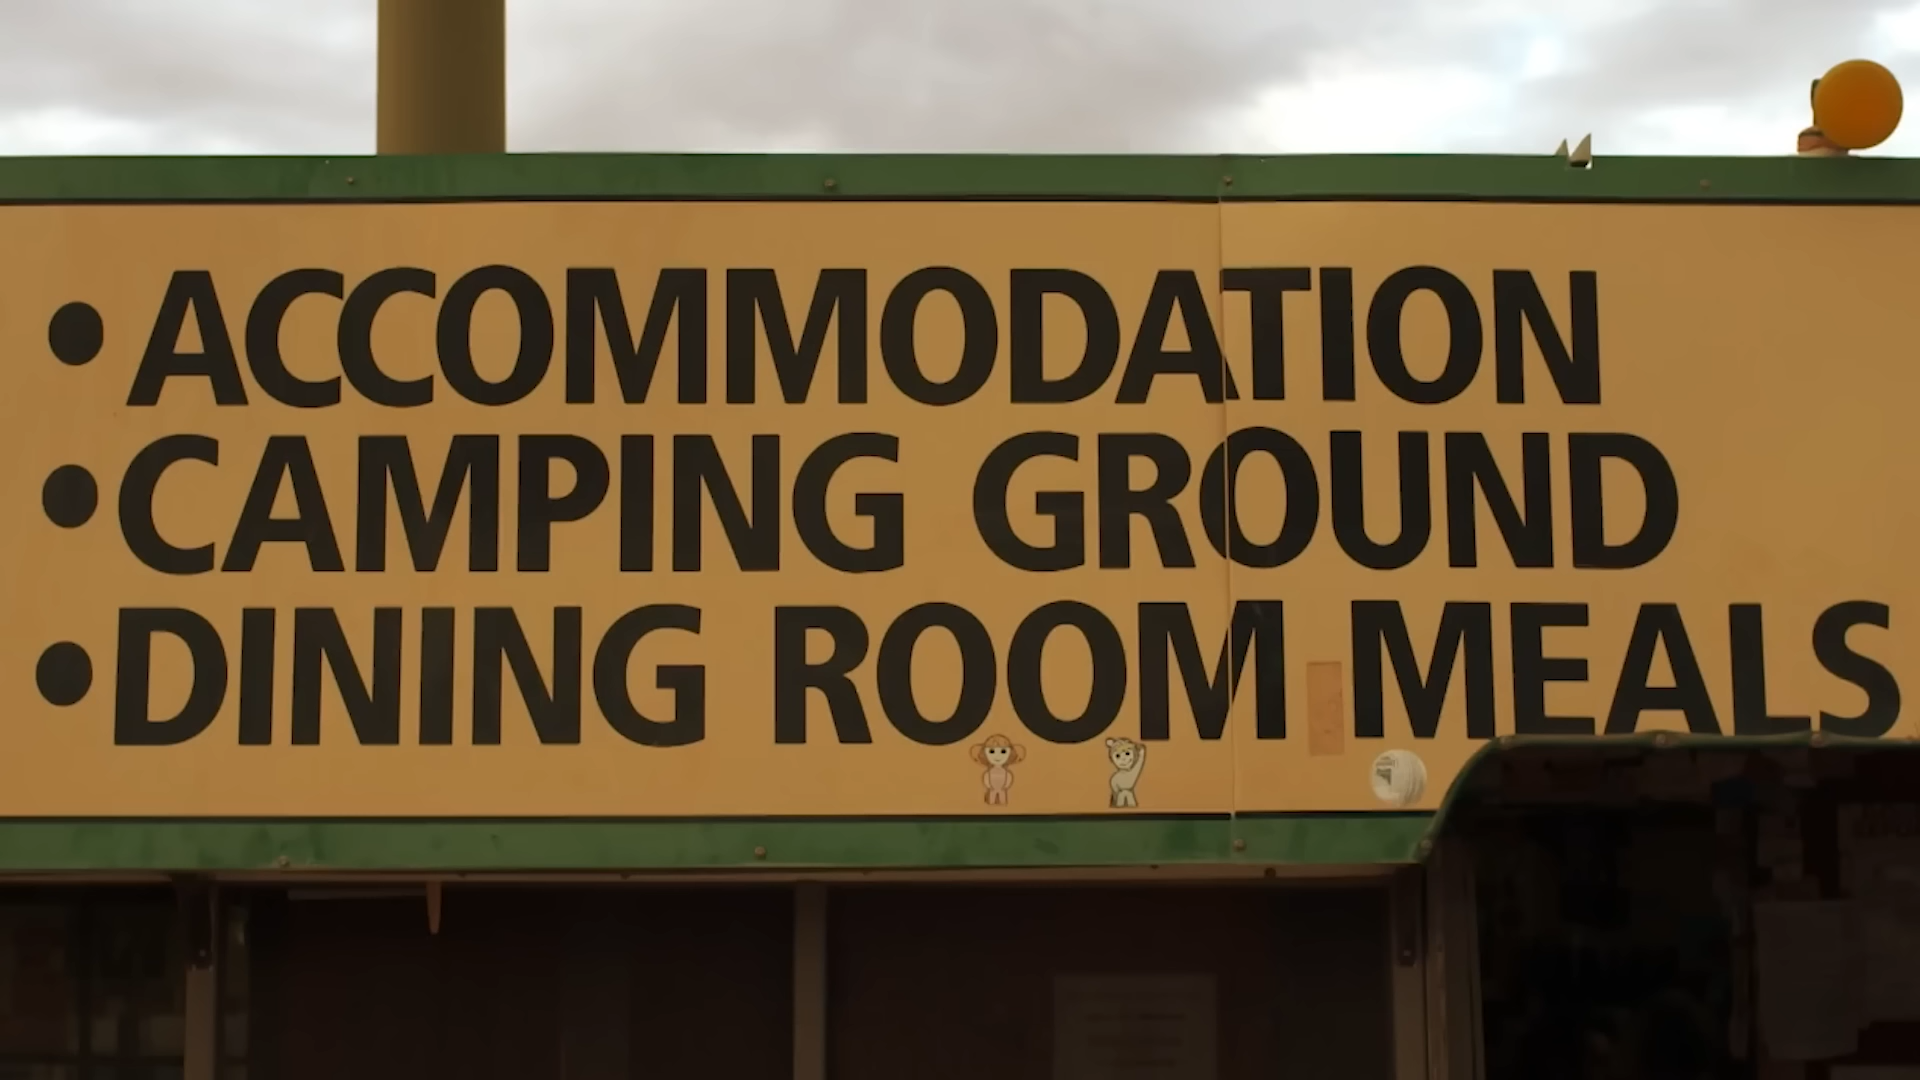 •ACCOMMODATION
•CAMPING GROUND
•DINING ROOM MEALS